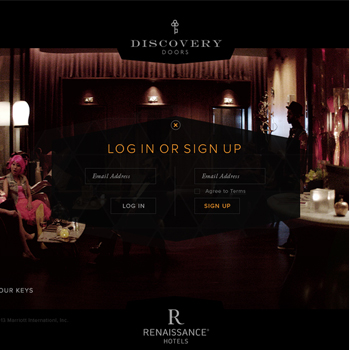 DISCOVERY
DOORS
LOG IN OR SIGN UP
Email Address
Email Address
Agree to Terms
LOG IN
SIGN UP
OUR KEYS
Marriott International, Inc.
R
RENAISSANCE®
HOTELS